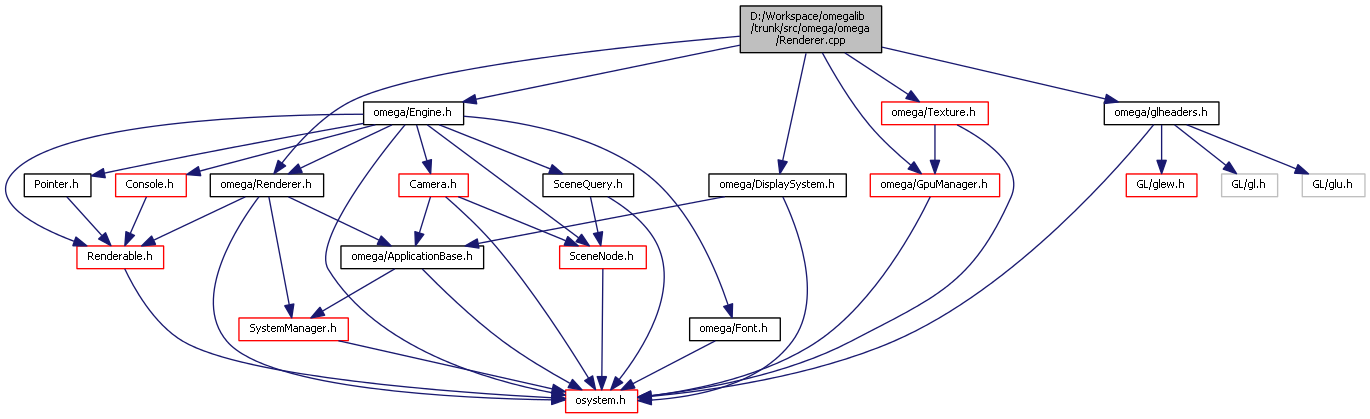 D:/Workspace/omegalib
/trunk/src/omega/omega
/Renderer.cpp
omega/Engine.h
omega/Texture.h
omega/glheaders.h
Pointer.h
Console.h
omega/Renderer.h
Camera.h
SceneQuery.h
omega/DisplaySystem.h
omega/GpuManager.h
GL/glew.h
GL/gl.h
GL/glu.h
Renderable.h
omega/ApplicationBase.h
SceneNode.h
SystemManager.h
omega/Font.h
osystem.h